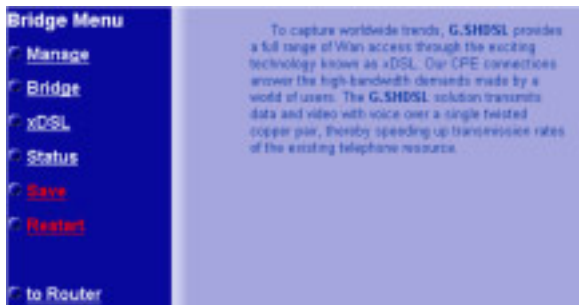 Bridge Menu
Manage
Bridge
xDSL
Status
Save
Restart
to Router
To capture worldwide trends, G.SHDSL provides
a full range of Wan access through the exciting
technology known as xDSL. Our CPE connections
answer the high-bandwidth demands made by a
world of users. The G.SHDSL solution transmits
data and video with voice over a single twisted
copper pair, thereby speeding up transmission rates
of the existing telephone resource.